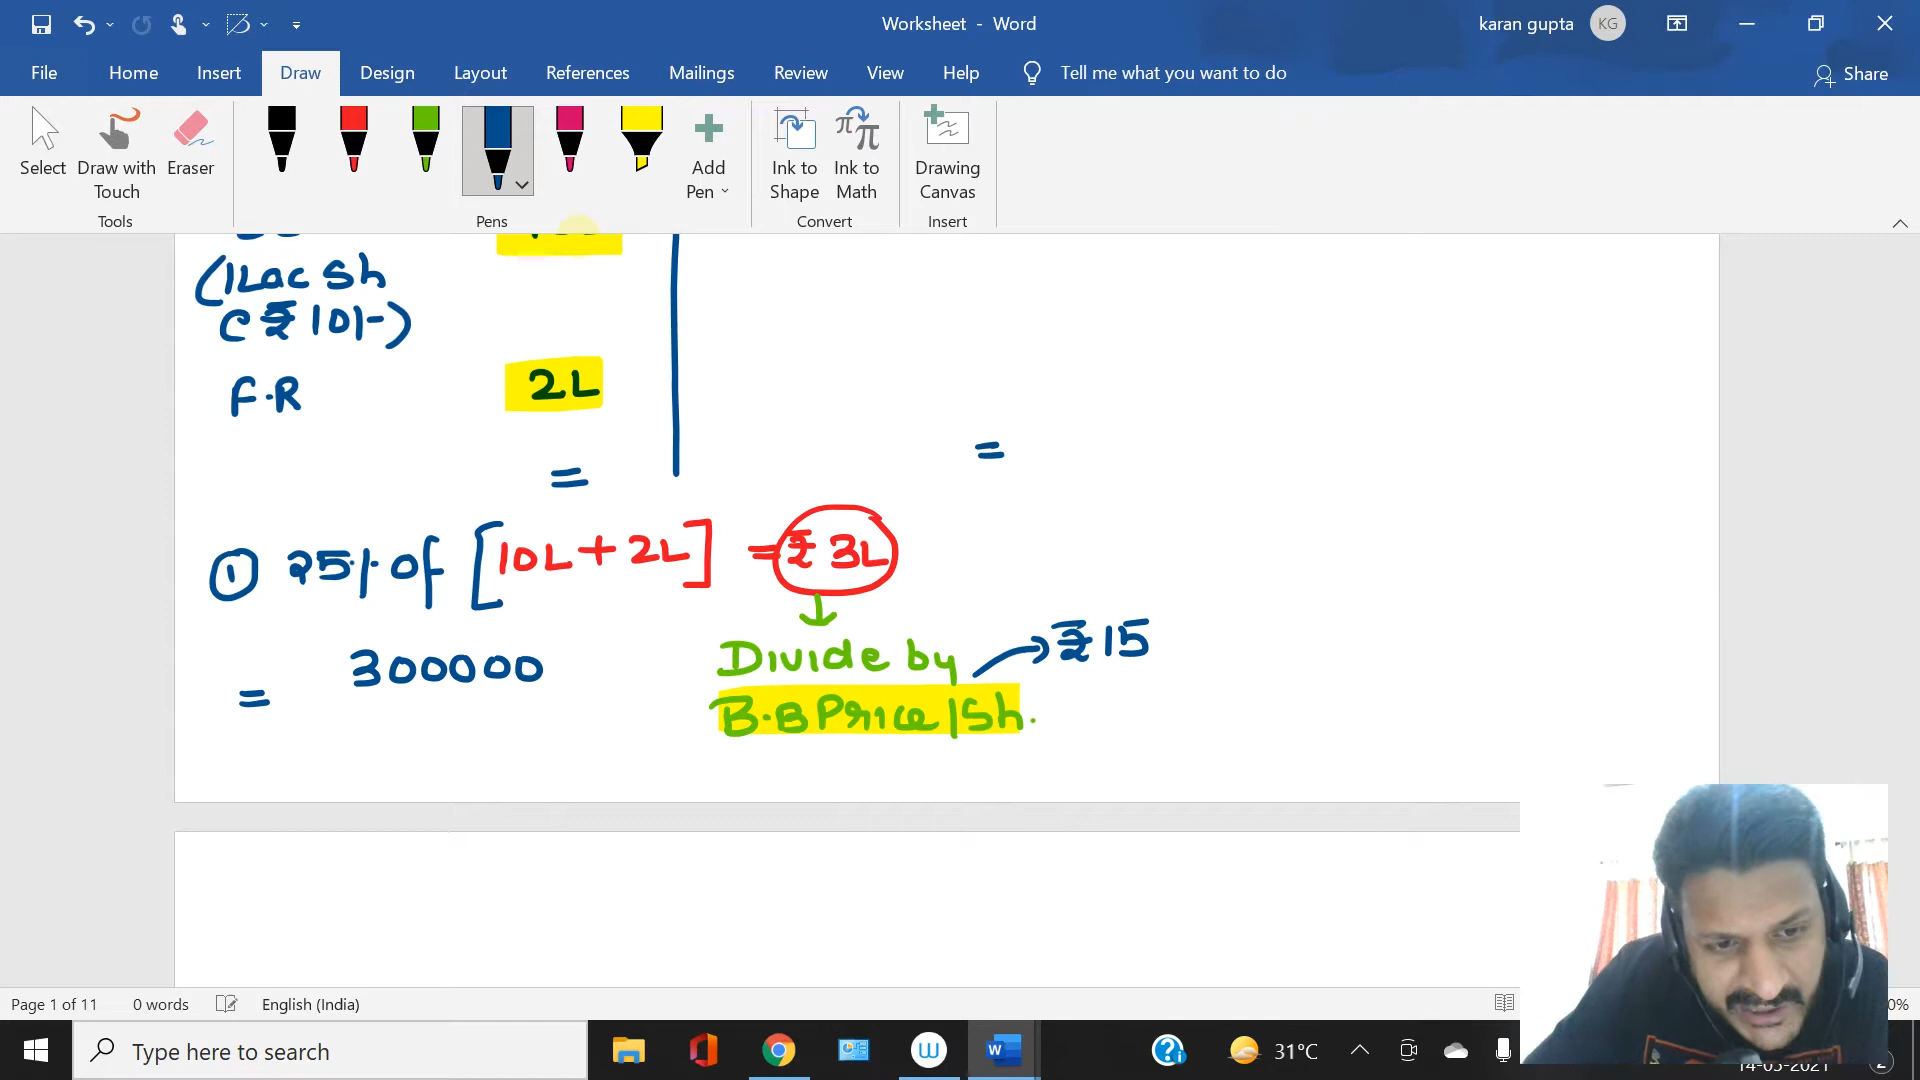 Worksheet - Word
karan gupta KG
File Home Insert Draw Design Layout References Mailings Review View Help Tell me what you want to do Share
Select Draw with Touch Eraser Add Pen Ink to Shape Ink to Math Drawing Canvas
Tools Pens Convert Insert
(1Lac Sh
@ ₹ 10/-)
F.R 2L
=
=
① 25% of [10L + 2L] = ₹ 3L
Divide by → ₹ 15
= 300000
B.B Price/Sh.
Page 1 of 11 0 words English (India) 0%
Type here to search 31°C